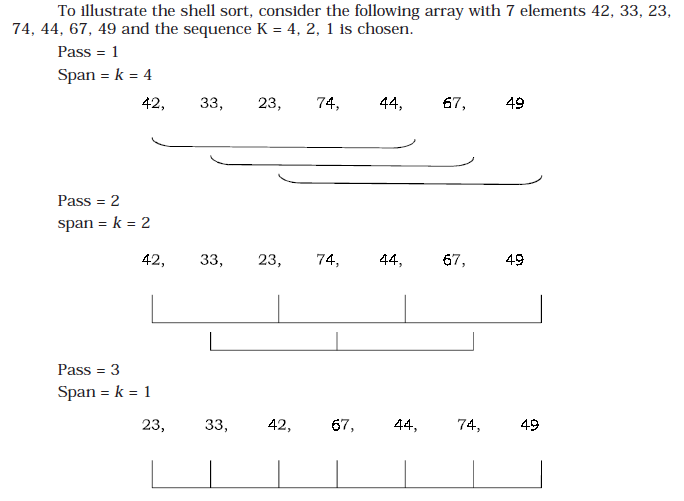 To illustrate the shell sort, consider the following array with 7 elements 42, 33, 23,
74, 44, 67, 49 and the sequence K = 4, 2, 1 is chosen.
Pass = 1
Span = k = 4
42, 33, 23, 74, 44, 67, 49
Pass = 2
span = k = 2
42, 33, 23, 74, 44, 67, 49
Pass = 3
Span = k = 1
23, 33, 42, 67, 44, 74, 49